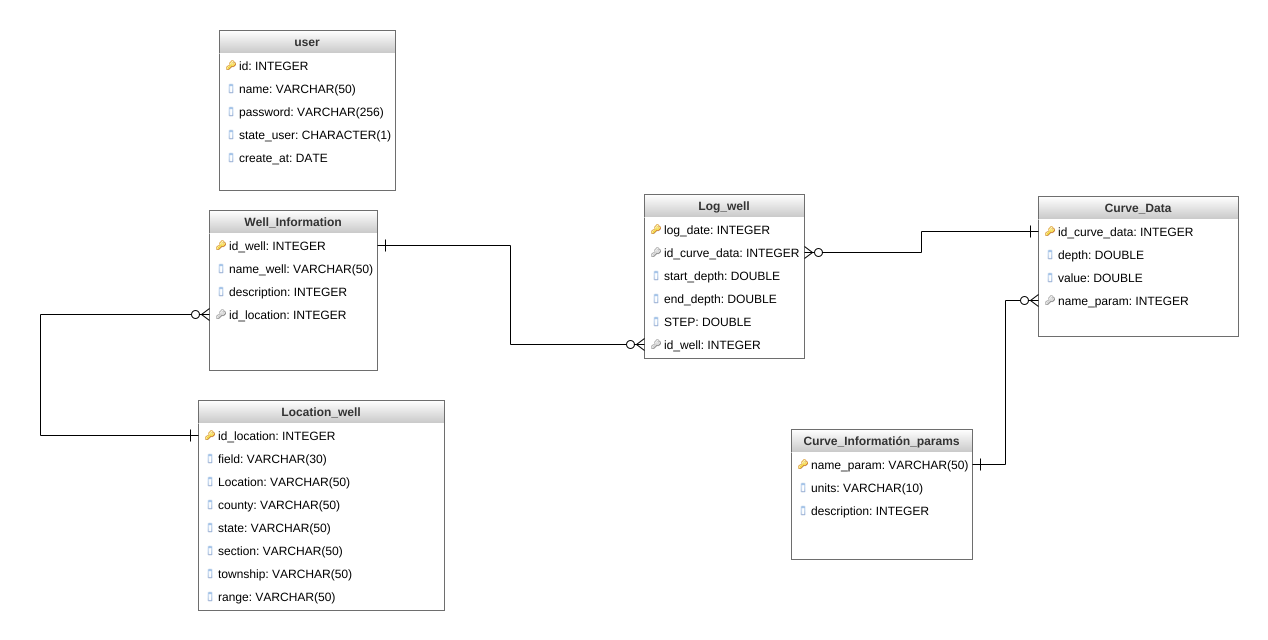 user
id: INTEGER
name: VARCHAR(50)
password: VARCHAR(256)
state_user: CHARACTER(1)
create_at: DATE
Well_Information
id_well: INTEGER
name_well: VARCHAR(50)
description: INTEGER
id_location: INTEGER
Location_well
id_location: INTEGER
field: VARCHAR(30)
Location: VARCHAR(50)
county: VARCHAR(50)
state: VARCHAR(50)
section: VARCHAR(50)
township: VARCHAR(50)
range: VARCHAR(50)
Log_well
log_date: INTEGER
id_curve_data: INTEGER
start_depth: DOUBLE
end_depth: DOUBLE
STEP: DOUBLE
id_well: INTEGER
Curve_Data
id_curve_data: INTEGER
depth: DOUBLE
value: DOUBLE
name_param: INTEGER
Curve_Informatión_params
name_param: VARCHAR(50)
units: VARCHAR(10)
description: INTEGER